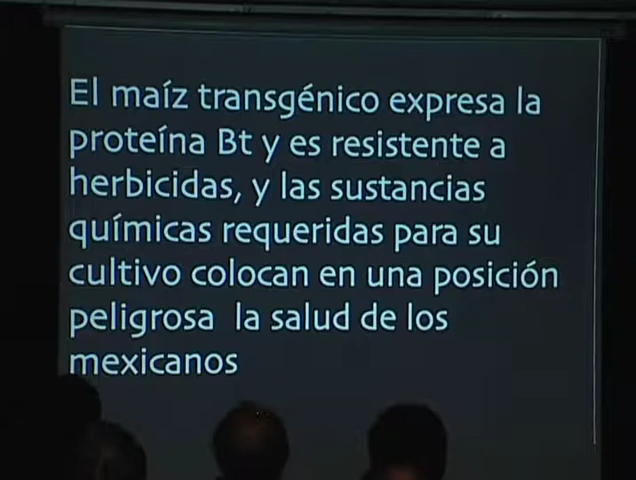 El maíz transgénico expresa la
proteína Bt y es resistente a
herbicidas, y las sustancias
químicas requeridas para su
cultivo colocan en una posición
peligrosa  la salud de los
mexicanos